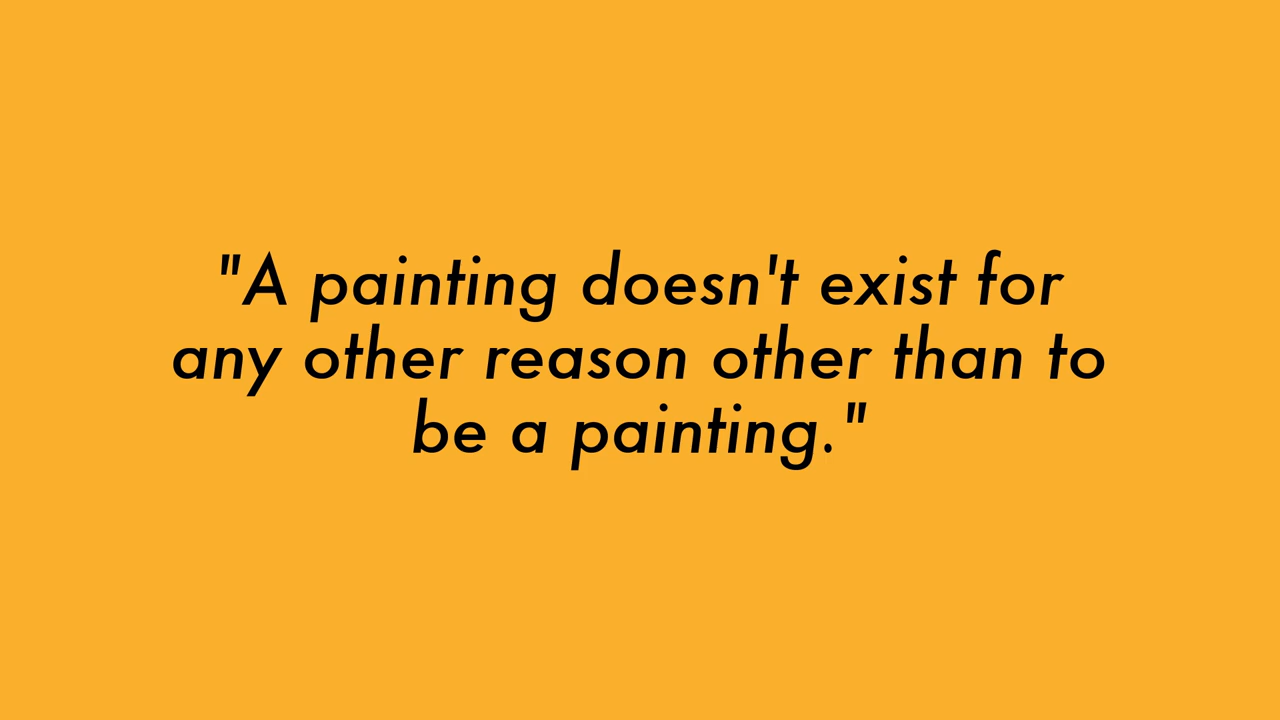 "A painting doesn't exist for
any other reason other than to
be a painting."